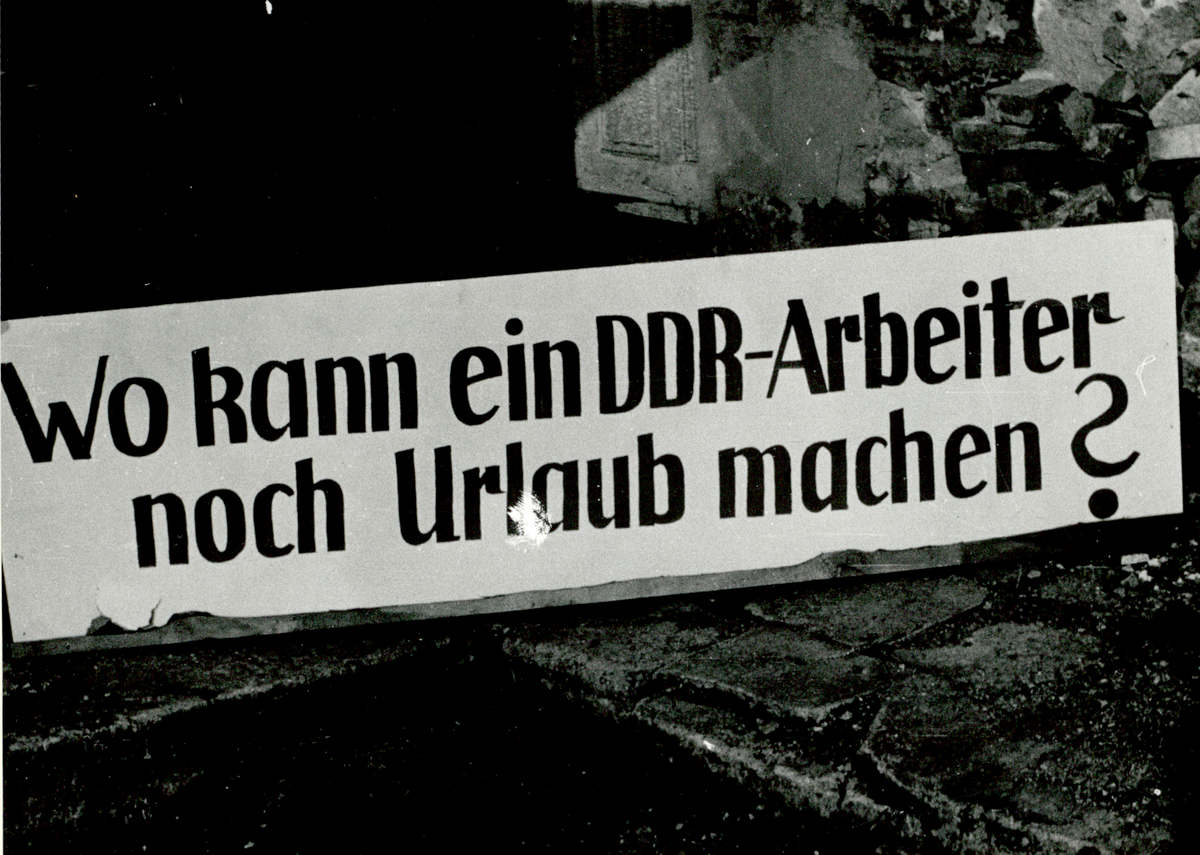 Wo kann ein DDR-Arbeiter
noch Urlaub machen?